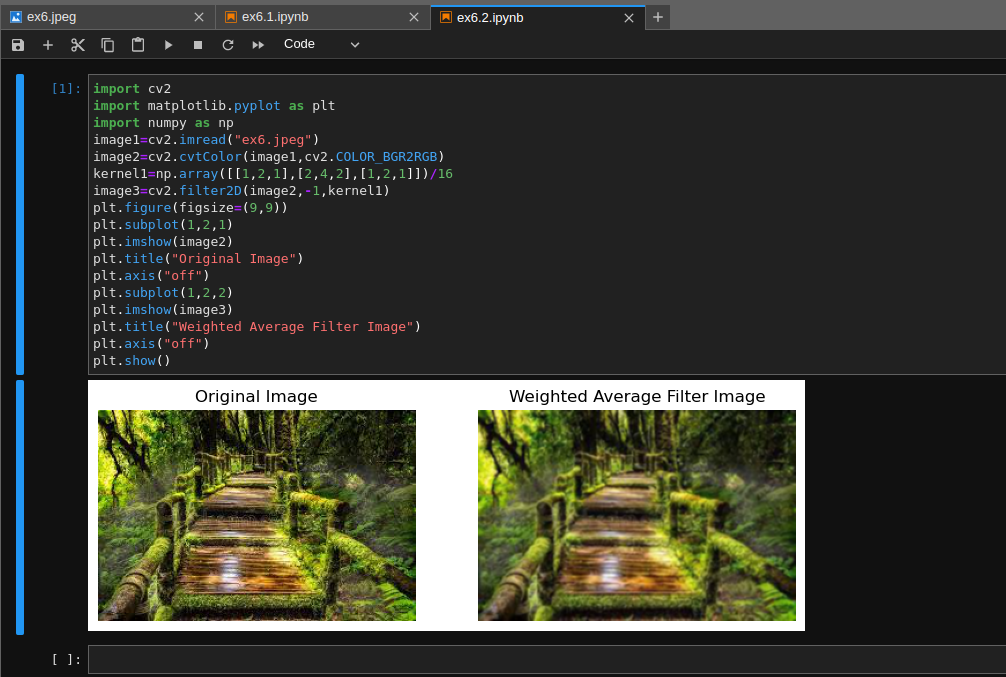 ex6.jpeg
ex6.1.ipynb
ex6.2.ipynb
Code
[1]:
import cv2
import matplotlib.pyplot as plt
import numpy as np
image1=cv2.imread("ex6.jpeg")
image2=cv2.cvtColor(image1,cv2.COLOR_BGR2RGB)
kernel1=np.array([[1,2,1],[2,4,2],[1,2,1]])/16
image3=cv2.filter2D(image2,-1,kernel1)
plt.figure(figsize=(9,9))
plt.subplot(1,2,1)
plt.imshow(image2)
plt.title("Original Image")
plt.axis("off")
plt.subplot(1,2,2)
plt.imshow(image3)
plt.title("Weighted Average Filter Image")
plt.axis("off")
plt.show()
Original Image
Weighted Average Filter Image
[ ]: